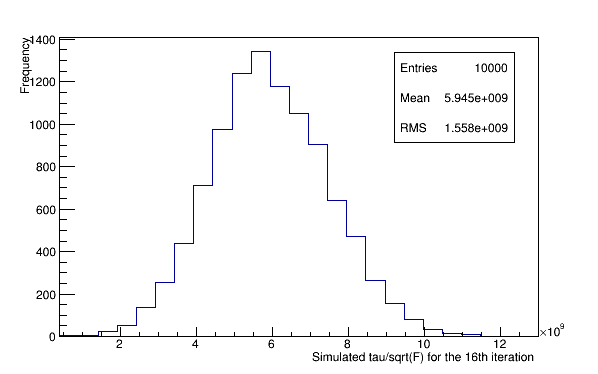 Frequency
1400
1200
1000
800
600
400
200
0
Entries 10000
Mean 5.945e+009
RMS 1.558e+009
2 4 6 8 10 12
×10⁹
Simulated tau/sqrt(F) for the 16th iteration